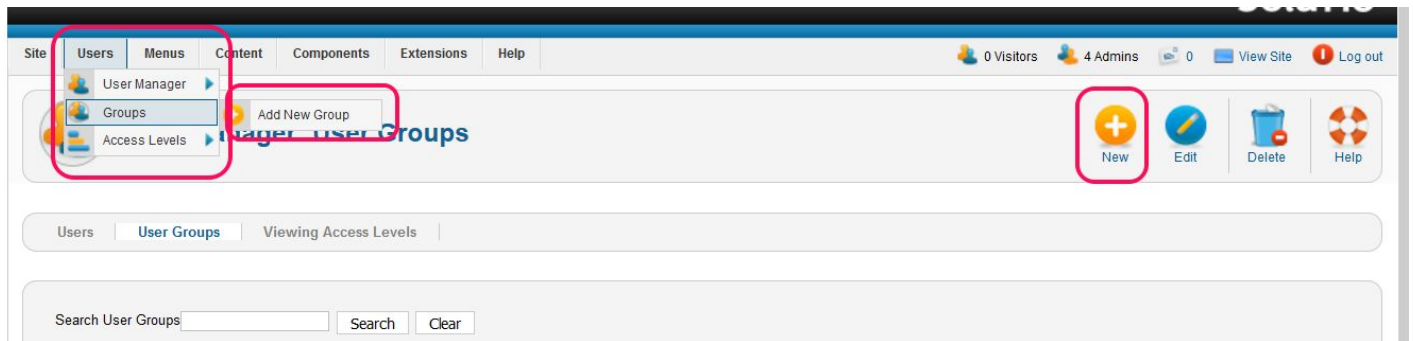 Site Users Menus Content Components Extensions Help 0 Visitors 4 Admins 0 View Site Log out
User Manager
Groups
Add New Group
Access Levels
User Groups
New Edit Delete Help
Users User Groups Viewing Access Levels
Search User Groups Search Clear